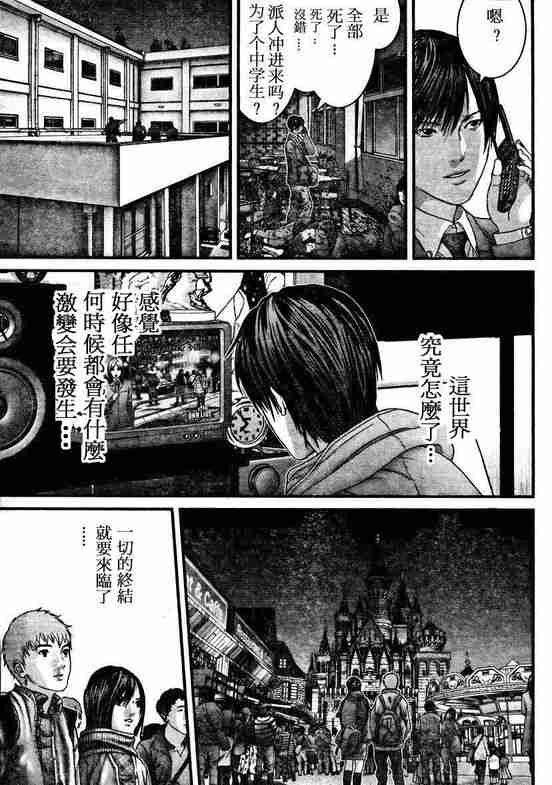 嗯？
是
全部
死了…
死了…
沒錯…
派人冲进来吗？
为了个中学生？
這世界
究竟怎麼了…
感覺
好像任
何時候都會有什麼
激變会要發生…
一切的終結
就要來臨了
……